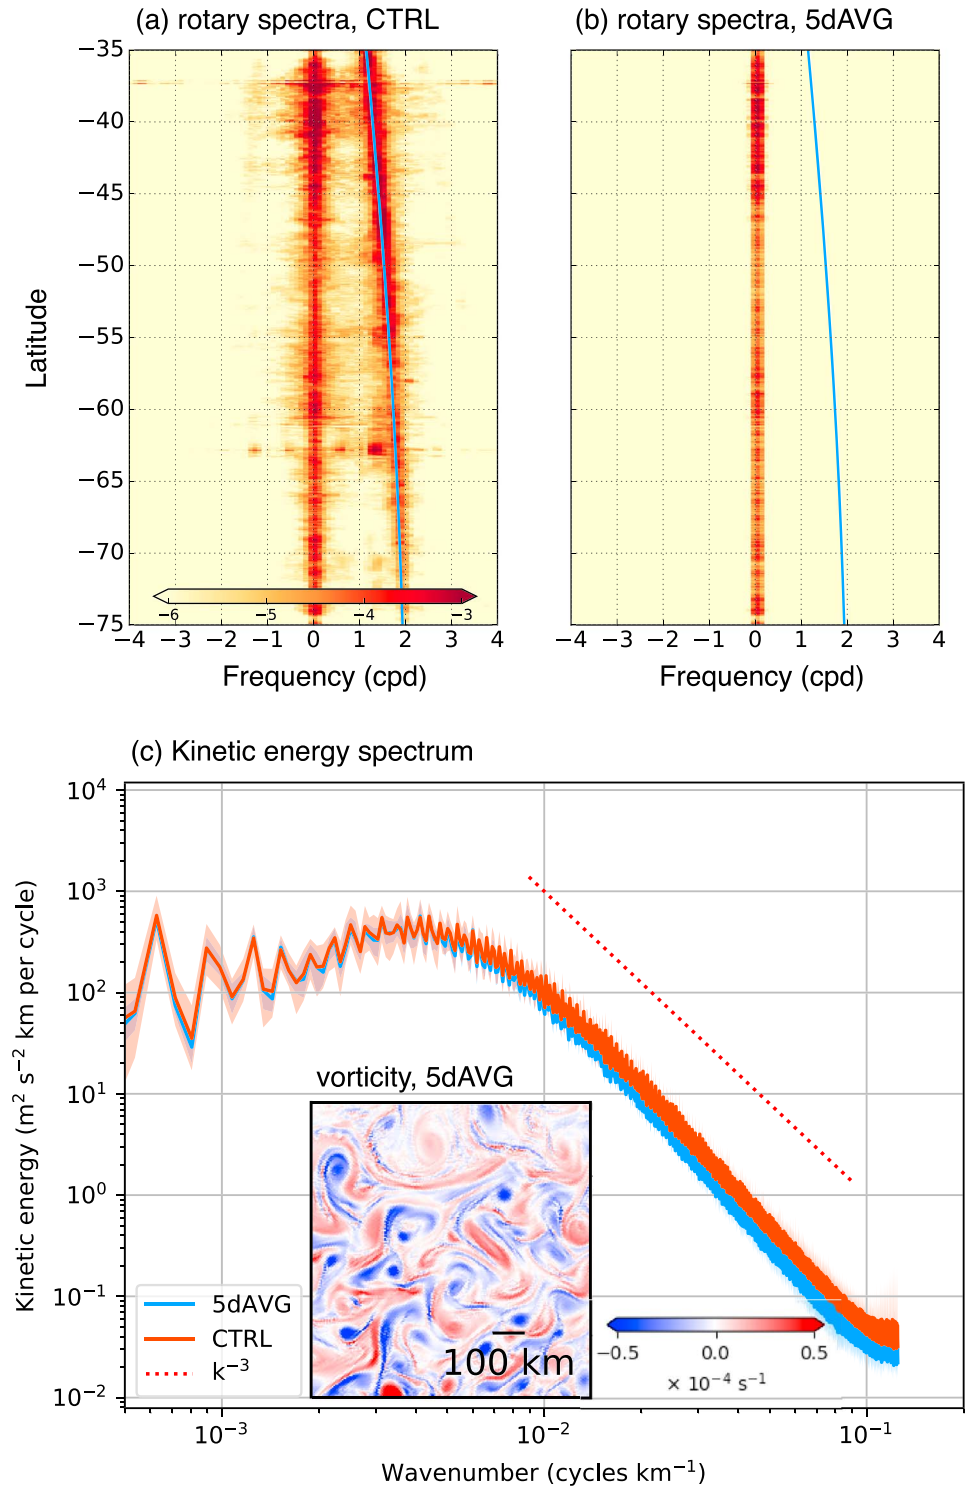 (a) rotary spectra, CTRL
(b) rotary spectra, 5dAVG
Latitude
−35
−40
−45
−50
−55
−60
−65
−70
−75
−6 −5 −4 −3
−4 −3 −2 −1 0 1 2 3 4
−4 −3 −2 −1 0 1 2 3 4
Frequency (cpd)
Frequency (cpd)
(c) Kinetic energy spectrum
Kinetic energy (m² s⁻² km per cycle)
10⁴
10³
10²
10¹
10⁰
10⁻¹
10⁻²
vorticity, 5dAVG
100 km
5dAVG
CTRL
k⁻³
−0.5 0.0 0.5
× 10⁻⁴ s⁻¹
10⁻³ 10⁻² 10⁻¹
Wavenumber (cycles km⁻¹)